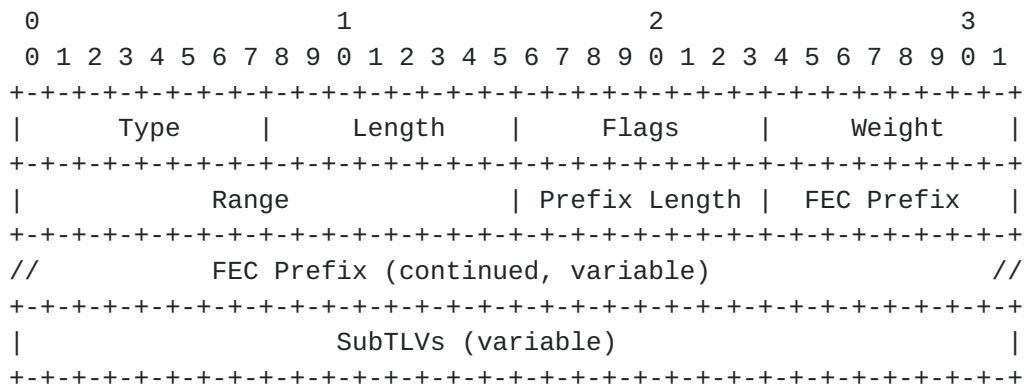 0                   1                   2                   3
 0 1 2 3 4 5 6 7 8 9 0 1 2 3 4 5 6 7 8 9 0 1 2 3 4 5 6 7 8 9 0 1
+-+-+-+-+-+-+-+-+-+-+-+-+-+-+-+-+-+-+-+-+-+-+-+-+-+-+-+-+-+-+-+-+
|      Type     |     Length    |     Flags     |     Weight    |
+-+-+-+-+-+-+-+-+-+-+-+-+-+-+-+-+-+-+-+-+-+-+-+-+-+-+-+-+-+-+-+-+
|            Range              | Prefix Length |  FEC Prefix   |
+-+-+-+-+-+-+-+-+-+-+-+-+-+-+-+-+-+-+-+-+-+-+-+-+-+-+-+-+-+-+-+-+
//           FEC Prefix (continued, variable)                  //
+-+-+-+-+-+-+-+-+-+-+-+-+-+-+-+-+-+-+-+-+-+-+-+-+-+-+-+-+-+-+-+-+
|                    SubTLVs (variable)                         |
+-+-+-+-+-+-+-+-+-+-+-+-+-+-+-+-+-+-+-+-+-+-+-+-+-+-+-+-+-+-+-+-+